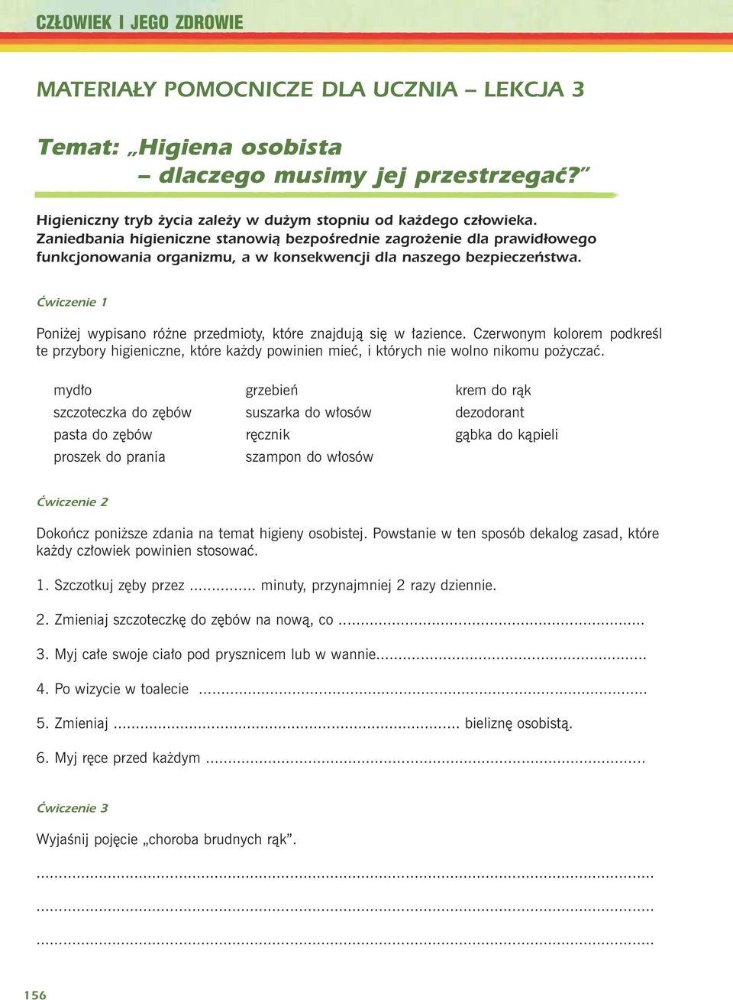 CZŁOWIEK I JEGO ZDROWIE
MATERIAŁY POMOCNICZE DLA UCZNIA – LEKCJA 3
Temat: „Higiena osobista
– dlaczego musimy jej przestrzegać?”
Higieniczny tryb życia zależy w dużym stopniu od każdego człowieka.
Zaniedbania higieniczne stanowią bezpośrednie zagrożenie dla prawidłowego
funkcjonowania organizmu, a w konsekwencji dla naszego bezpieczeństwa.
Ćwiczenie 1
Poniżej wypisano różne przedmioty, które znajdują się w łazience. Czerwonym kolorem podkreśl
te przybory higieniczne, które każdy powinien mieć, i których nie wolno nikomu pożyczać.
mydło grzebień krem do rąk
szczoteczka do zębów suszarka do włosów dezodorant
pasta do zębów ręcznik gąbka do kąpieli
proszek do prania szampon do włosów
Ćwiczenie 2
Dokończ poniższe zdania na temat higieny osobistej. Powstanie w ten sposób dekalog zasad, które
każdy człowiek powinien stosować.
1. Szczotkuj zęby przez ............... minuty, przynajmniej 2 razy dziennie.
2. Zmieniaj szczoteczkę do zębów na nową, co .....................................................................
3. Myj całe swoje ciało pod prysznicem lub w wannie.............................................................
4. Po wizycie w toalecie .....................................................................................................
5. Zmieniaj .............................................................................. bieliznę osobistą.
6. Myj ręce przed każdym ...................................................................................................
Ćwiczenie 3
Wyjaśnij pojęcie „choroba brudnych rąk”.
...........................................................................................................................................
...........................................................................................................................................
...........................................................................................................................................
156